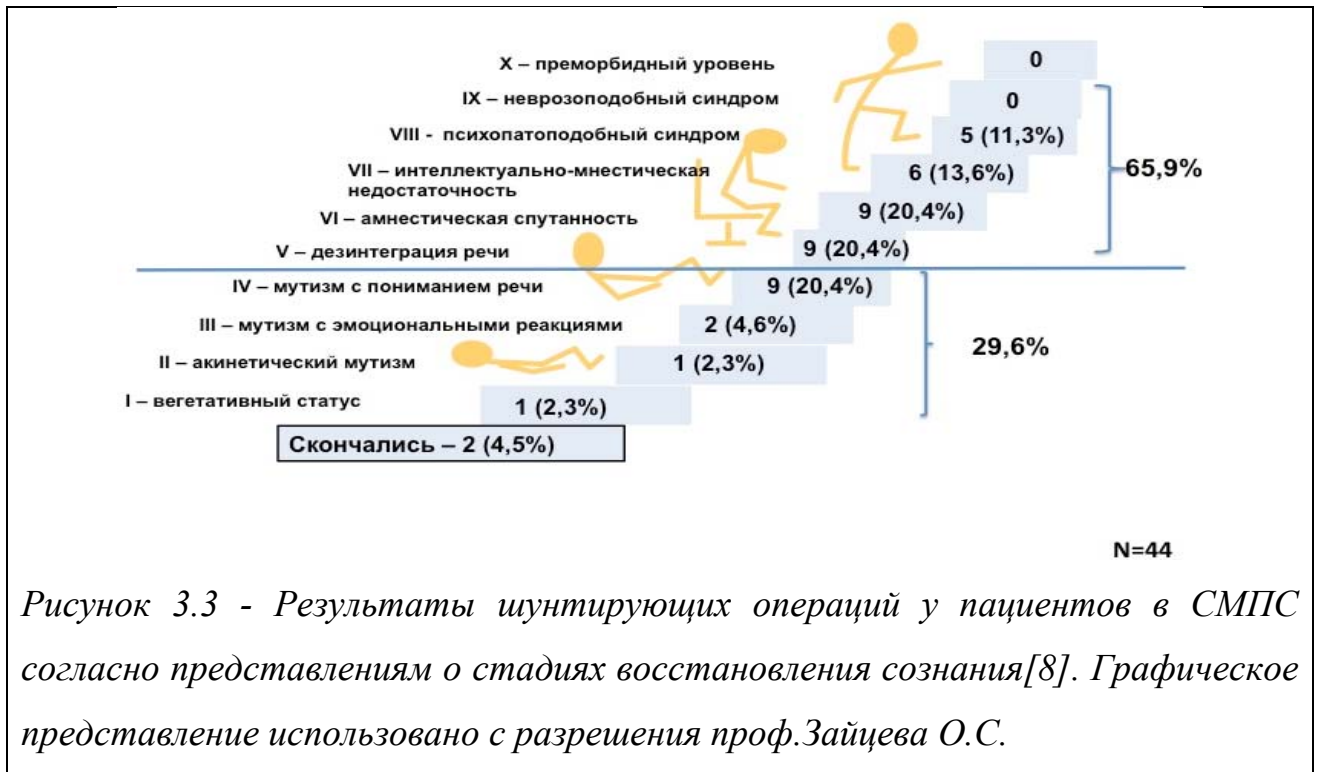 X – преморбидный уровень
0
IX – неврозоподобный синдром
0
VIII - психопатоподобный синдром
5 (11,3%)
VII – интеллектуально-мнестическая
недостаточность
6 (13,6%)
65,9%
VI – амнестическая спутанность
9 (20,4%)
V – дезинтеграция речи
9 (20,4%)
IV – мутизм с пониманием речи
9 (20,4%)
III – мутизм с эмоциональными реакциями
2 (4,6%)
29,6%
II – акинетический мутизм
1 (2,3%)
I – вегетативный статус
1 (2,3%)
Скончались – 2 (4,5%)
N=44
Рисунок 3.3 - Результаты шунтирующих операций у пациентов в СМПС
согласно представлениям о стадиях восстановления сознания[8]. Графическое
представление использовано с разрешения проф.Зайцева О.С.